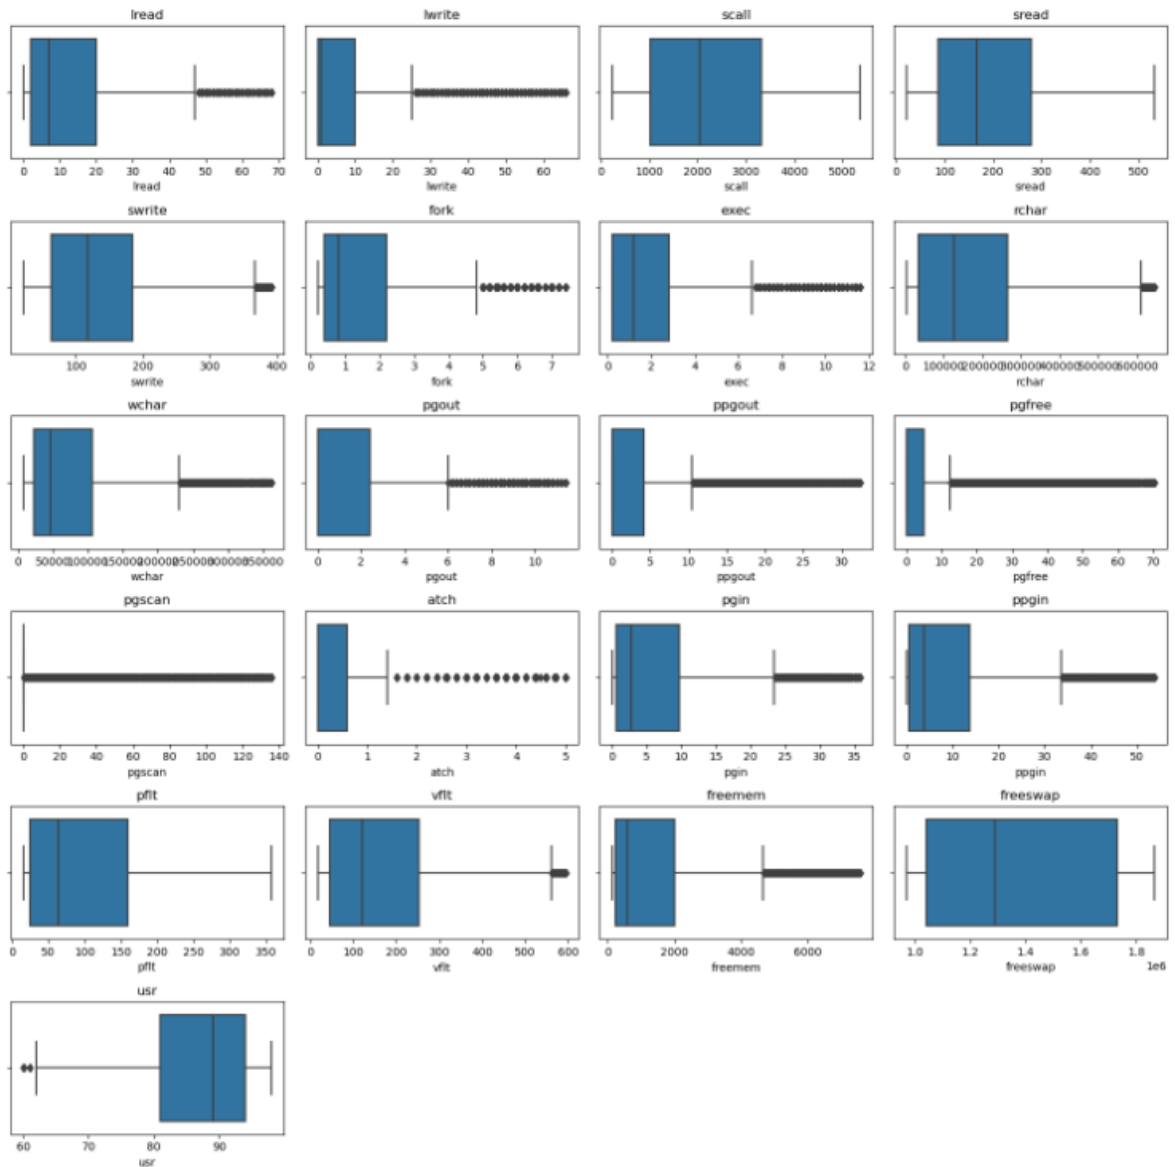 lread lwrite scall sread
0 10 20 30 40 50 60 70 0 10 20 30 40 50 60 0 1000 2000 3000 4000 5000 0 100 200 300 400 500
lread lwrite scall sread
swrite fork exec rchar
100 200 300 400 0 1 2 3 4 5 6 7 0 2 4 6 8 10 12 0 100000 200000 300000 400000 500000 600000
swrite fork exec rchar
wchar pgout ppgout pgfree
0 50000 100000 150000 200000 250000 300000 350000 0 2 4 6 8 10 0 5 10 15 20 25 30 0 10 20 30 40 50 60 70
wchar pgout ppgout pgfree
pgscan atch pgin ppgin
0 20 40 60 80 100 120 140 0 1 2 3 4 5 0 5 10 15 20 25 30 35 0 10 20 30 40 50
pgscan atch pgin ppgin
pflt vflt freemem freeswap
0 50 100 150 200 250 300 350 0 100 200 300 400 500 600 0 2000 4000 6000 1.0 1.2 1.4 1.6 1.8
1e6
pflt vflt freemem freeswap
usr
60 70 80 90
usr